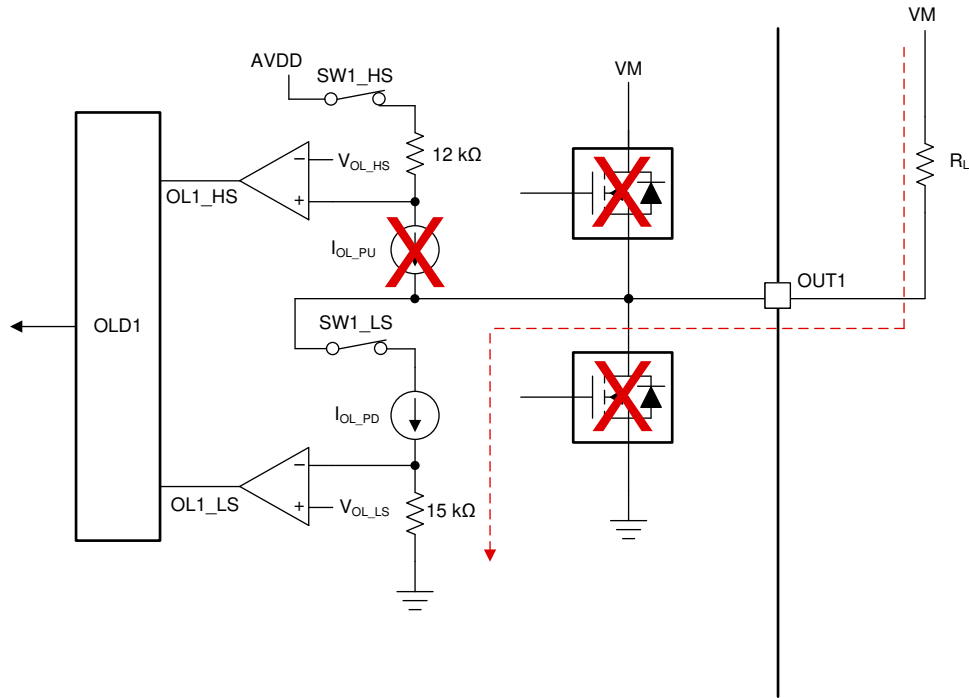 VM
AVDD
SW1_HS
VM
12 kΩ
V_OL_HS
R_L
−
OL1_HS
+
I_OL_PU
OUT1
SW1_LS
OLD1
I_OL_PD
−
OL1_LS
+
V_OL_LS
15 kΩ